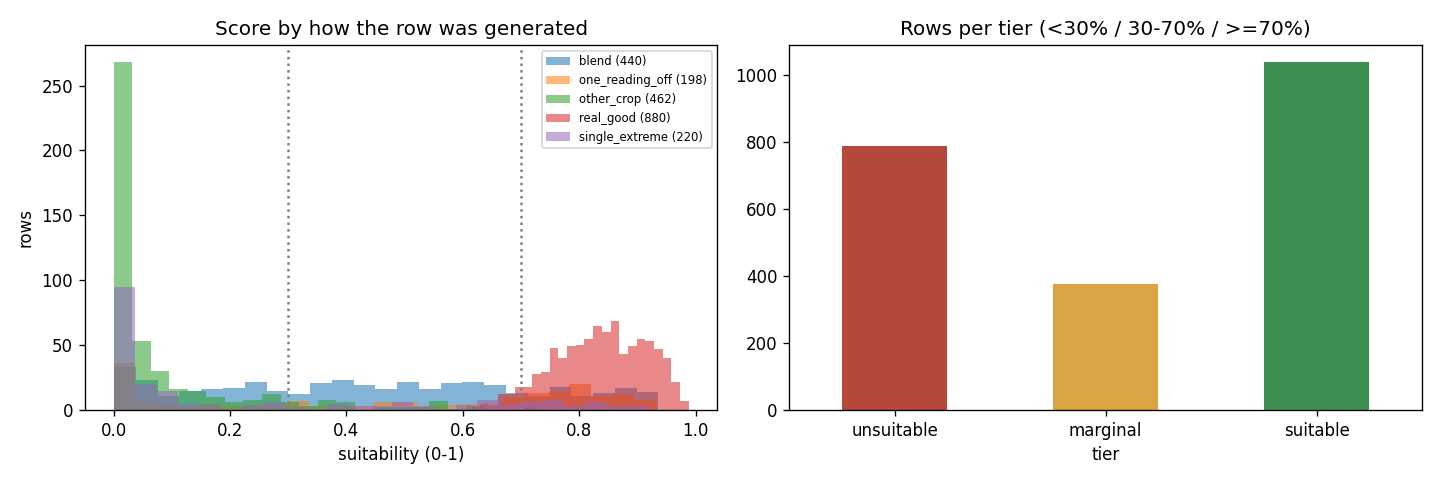 Score by how the row was generated
blend (440)
one_reading_off (198)
other_crop (462)
real_good (880)
single_extreme (220)
rows
250
200
150
100
50
0
0.0 0.2 0.4 0.6 0.8 1.0
suitability (0-1)
Rows per tier (<30% / 30-70% / >=70%)
1000
800
600
400
200
0
unsuitable marginal suitable
tier